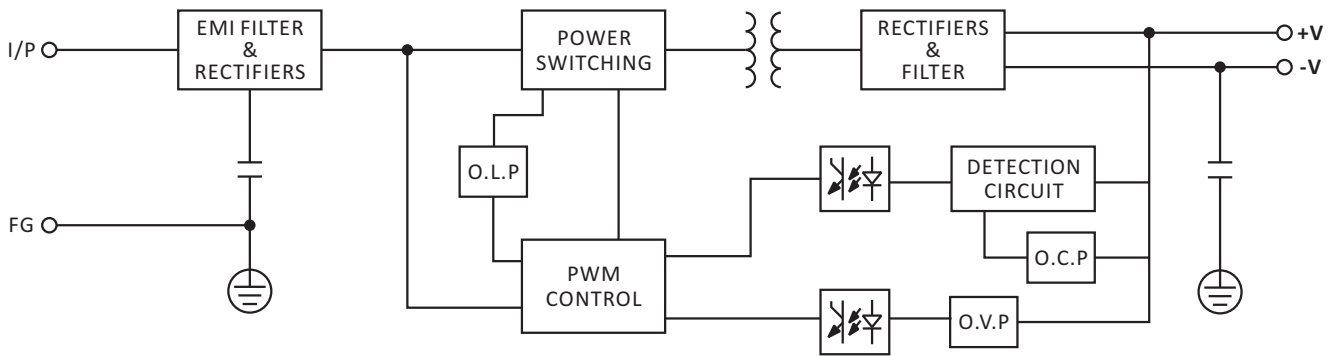 I/P
EMI FILTER
&
RECTIFIERS
POWER
SWITCHING
RECTIFIERS
&
FILTER
+V
-V
O.L.P
DETECTION
CIRCUIT
FG
PWM
CONTROL
O.C.P
O.V.P